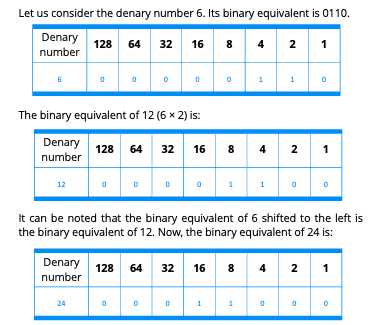 Let us consider the denary number 6. Its binary equivalent is 0110.
Denary number 128 64 32 16 8 4 2 1
6 0 0 0 0 0 1 1 0
The binary equivalent of 12 (6 × 2) is:
Denary number 128 64 32 16 8 4 2 1
12 0 0 0 0 1 1 0 0
It can be noted that the binary equivalent of 6 shifted to the left is
the binary equivalent of 12. Now, the binary equivalent of 24 is:
Denary number 128 64 32 16 8 4 2 1
24 0 0 0 1 1 0 0 0